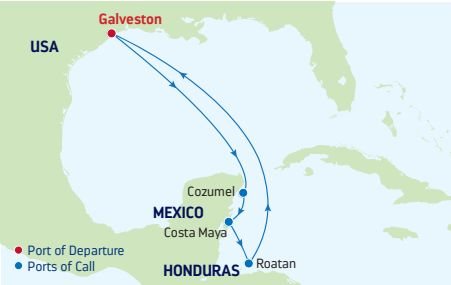 Galveston
USA
Cozumel
MEXICO
Costa Maya
Port of Departure
Ports of Call
HONDURAS
Roatan